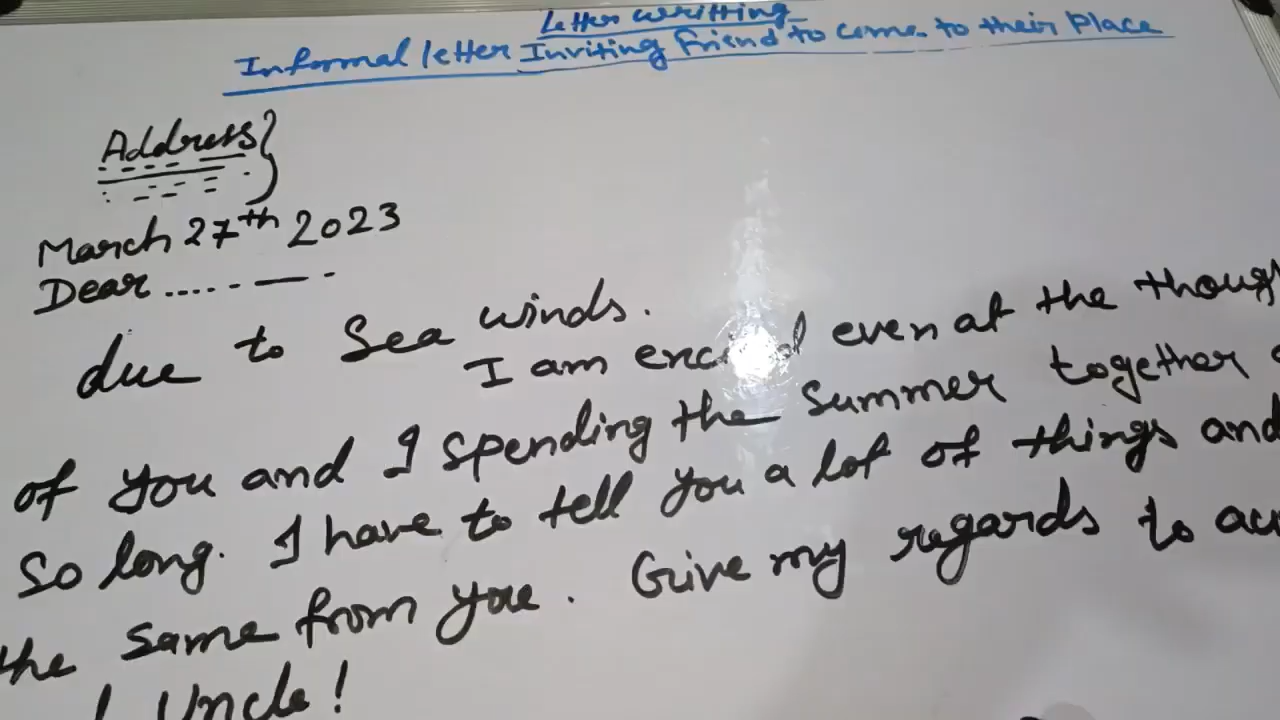 Letter writting
Informal letter Inviting friend to come to their Place
Address
March 27th 2023
Dear
due to Sea winds.
I am even at the
of you and I spending the summer together
so long. I have to tell you a lot of things and
the same from you. Give my regards to
Uncle!